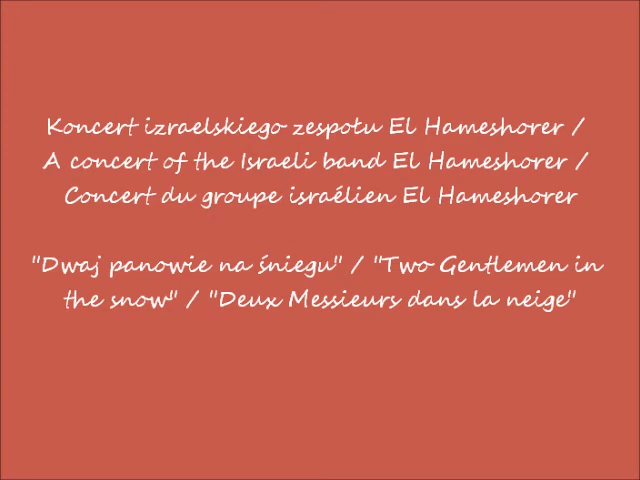 Koncert izraelskiego zespołu El Hameshorer /
A concert of the Israeli band El Hameshorer /
Concert du groupe israélien El Hameshorer
"Dwaj panowie na śniegu" / "Two Gentlemen in
the snow" / "Deux Messieurs dans la neige"